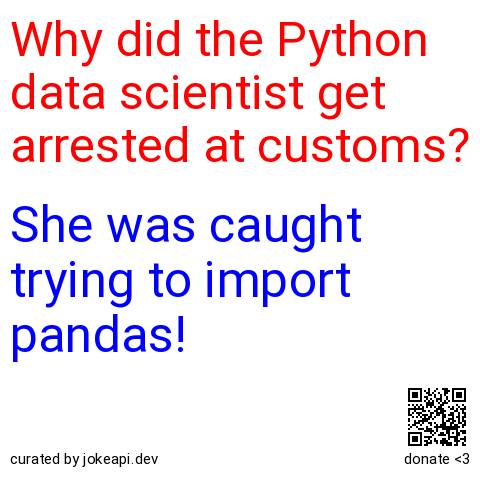 Why did the Python
data scientist get
arrested at customs?
She was caught
trying to import
pandas!
curated by jokeapi.dev
donate <3